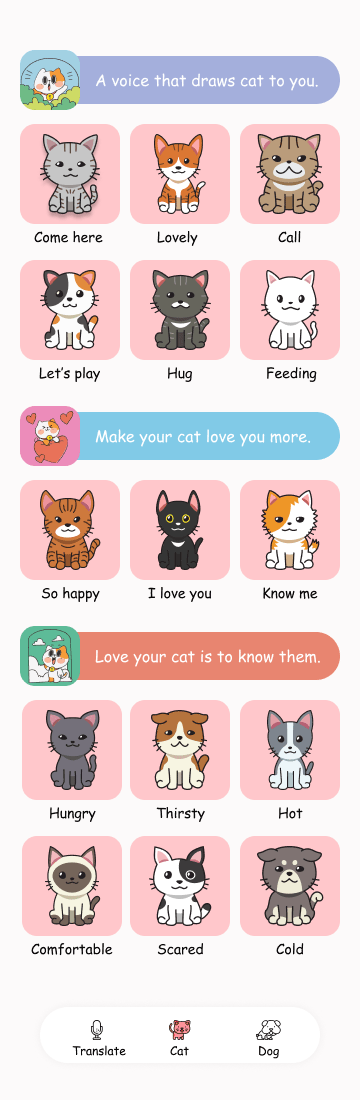 A voice that draws cat to you.
Come here
Lovely
Call
Let's play
Hug
Feeding
Make your cat love you more.
So happy
I love you
Know me
Love your cat is to know them.
Hungry
Thirsty
Hot
Comfortable
Scared
Cold
Translate
Cat
Dog